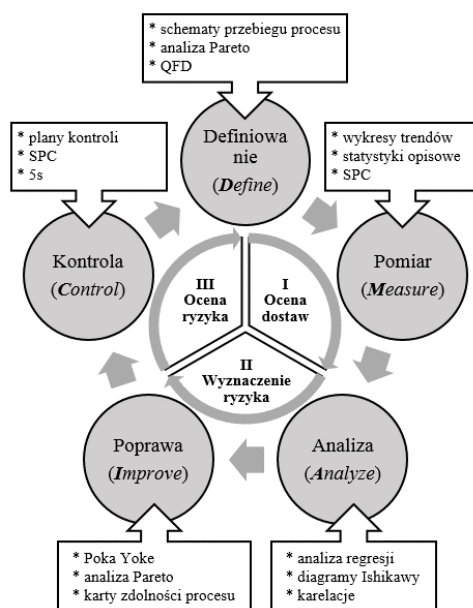 * schematy przebiegu procesu
* analiza Pareto
* QFD
Definiowa
nie
(Define)
* plany kontroli
* SPC
* 5s
* wykresy trendów
* statystyki opisowe
* SPC
Kontrola
(Control)
III
Ocena
ryzyka
I
Ocena
dostaw
Pomiar
(Measure)
II
Wyznaczenie
ryzyka
Poprawa
(Improve)
Analiza
(Analyze)
* Poka Yoke
* analiza Pareto
* karty zdolności procesu
* analiza regresji
* diagramy Ishikawy
* karelacje